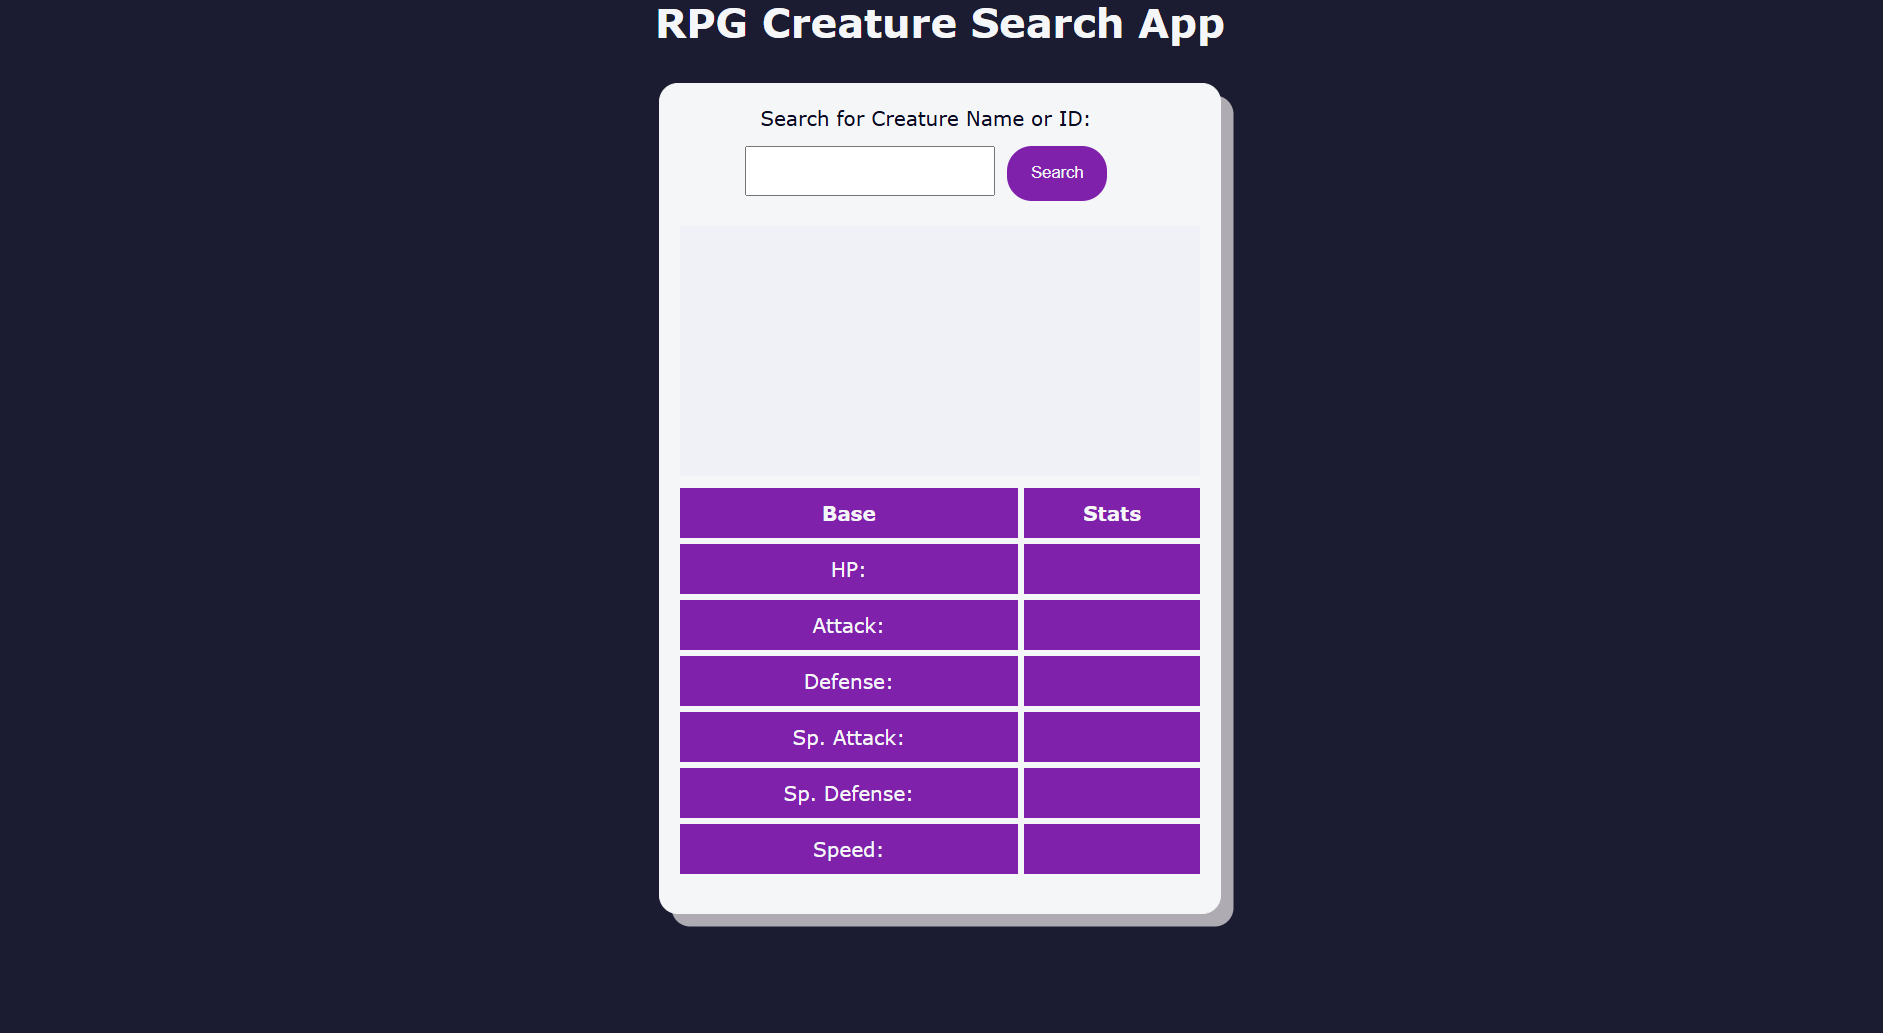 RPG Creature Search App
Search for Creature Name or ID:
Search
Base Stats
HP:
Attack:
Defense:
Sp. Attack:
Sp. Defense:
Speed: